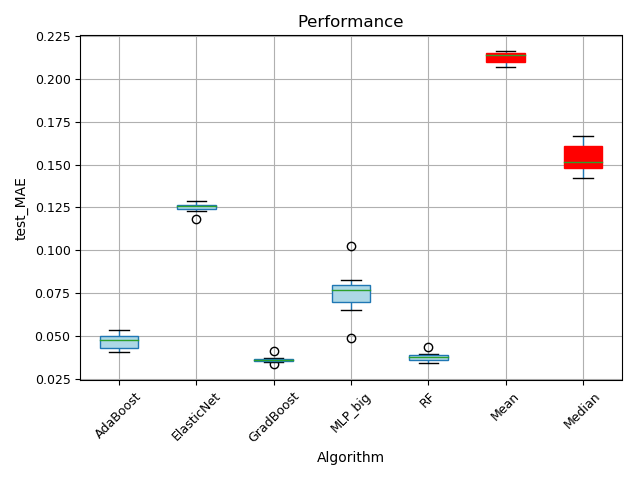 Performance
0.225
0.200
0.175
0.150
0.125
0.100
0.075
0.050
0.025
test_MAE
AdaBoost
ElasticNet
GradBoost
MLP_big
RF
Mean
Median
Algorithm